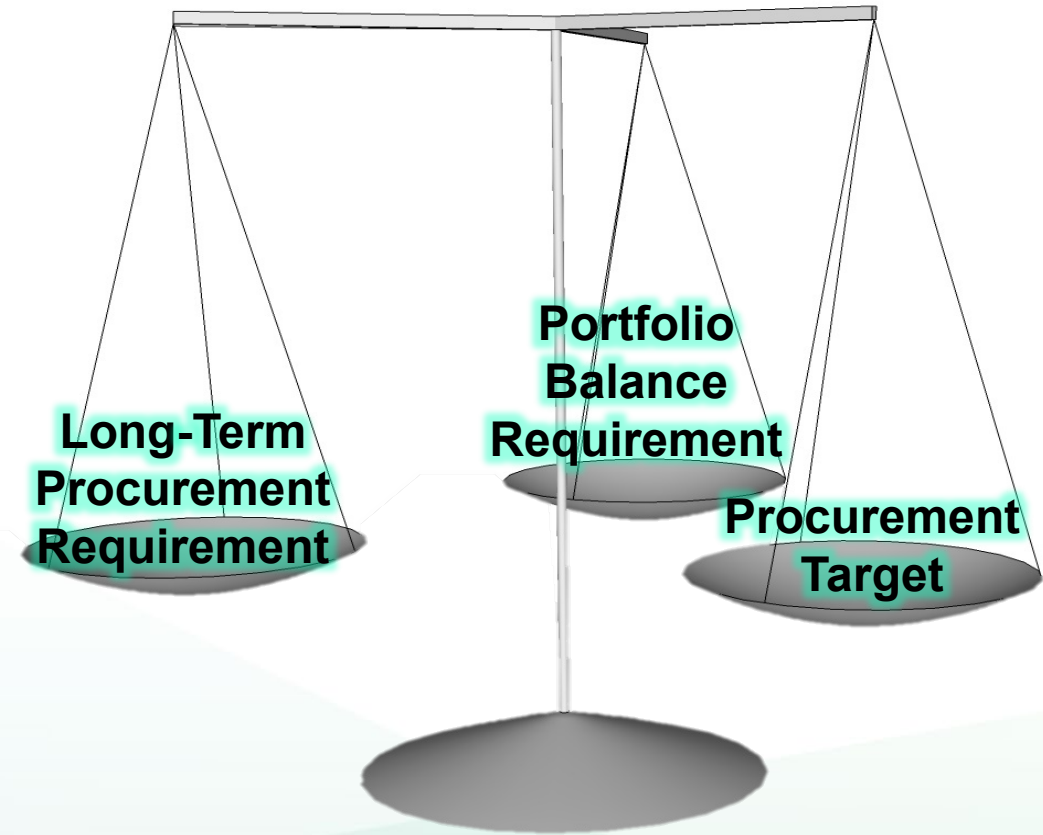 Long-Term
Procurement
Requirement
Portfolio
Balance
Requirement
Procurement
Target